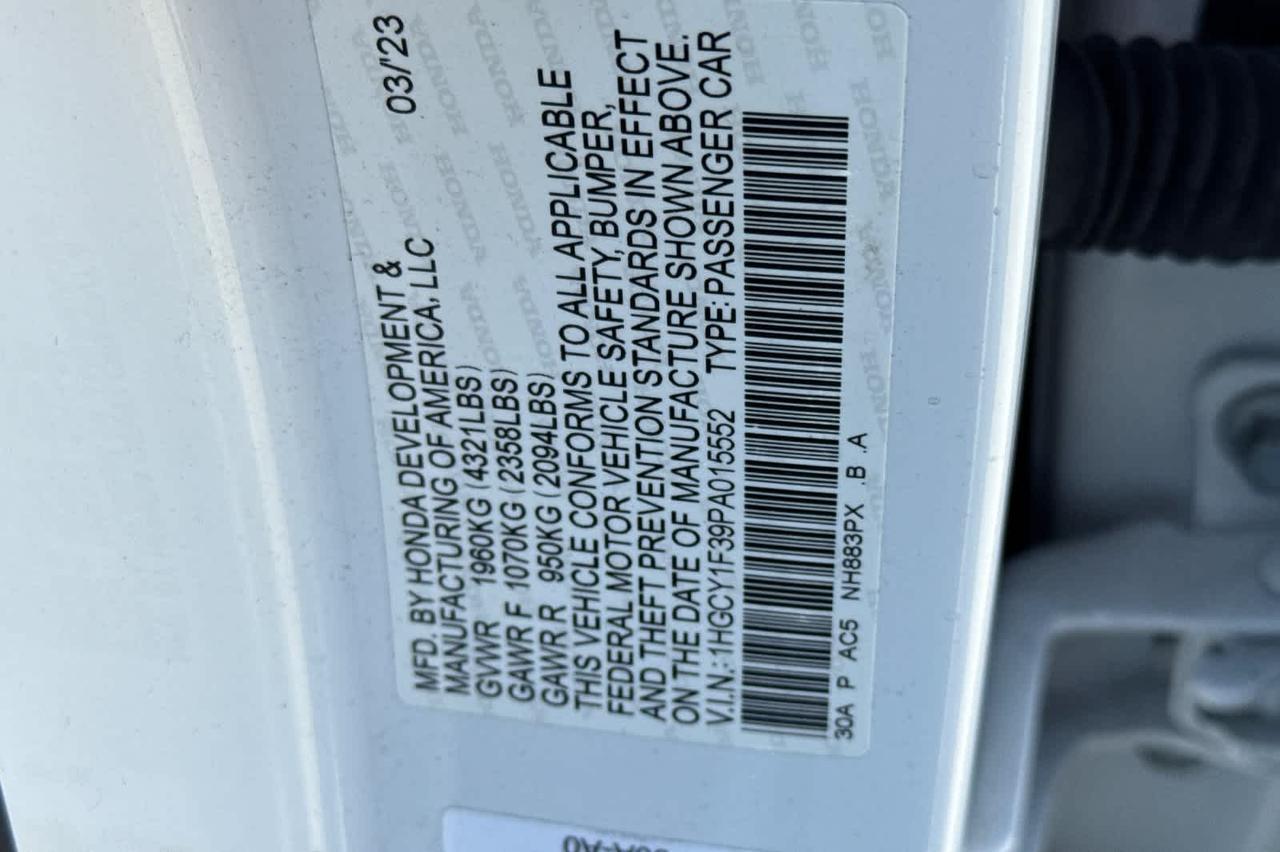 MFD. BY HONDA DEVELOPMENT & 03/'23
MANUFACTURING OF AMERICA, LLC
GVWR 1960KG (4321LBS)
GAWR F 1070KG (2358LBS)
GAWR R 950KG (2094LBS)
THIS VEHICLE CONFORMS TO ALL APPLICABLE
FEDERAL MOTOR VEHICLE SAFETY, BUMPER,
AND THEFT PREVENTION STANDARDS IN EFFECT
ON THE DATE OF MANUFACTURE SHOWN ABOVE.
V.I.N.: 1HGCY1F39PA015552 TYPE: PASSENGER CAR
30A P AC5 NH883PX .B .A